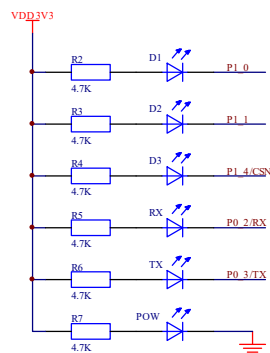 VDD3V3
R2 D1 P1_0
4.7K
R3 D2 P1_1
4.7K
R4 D3 P1_4/CSN
4.7K
R5 RX P0_2/RX
4.7K
R6 TX P0_3/TX
4.7K
R7 POW
4.7K